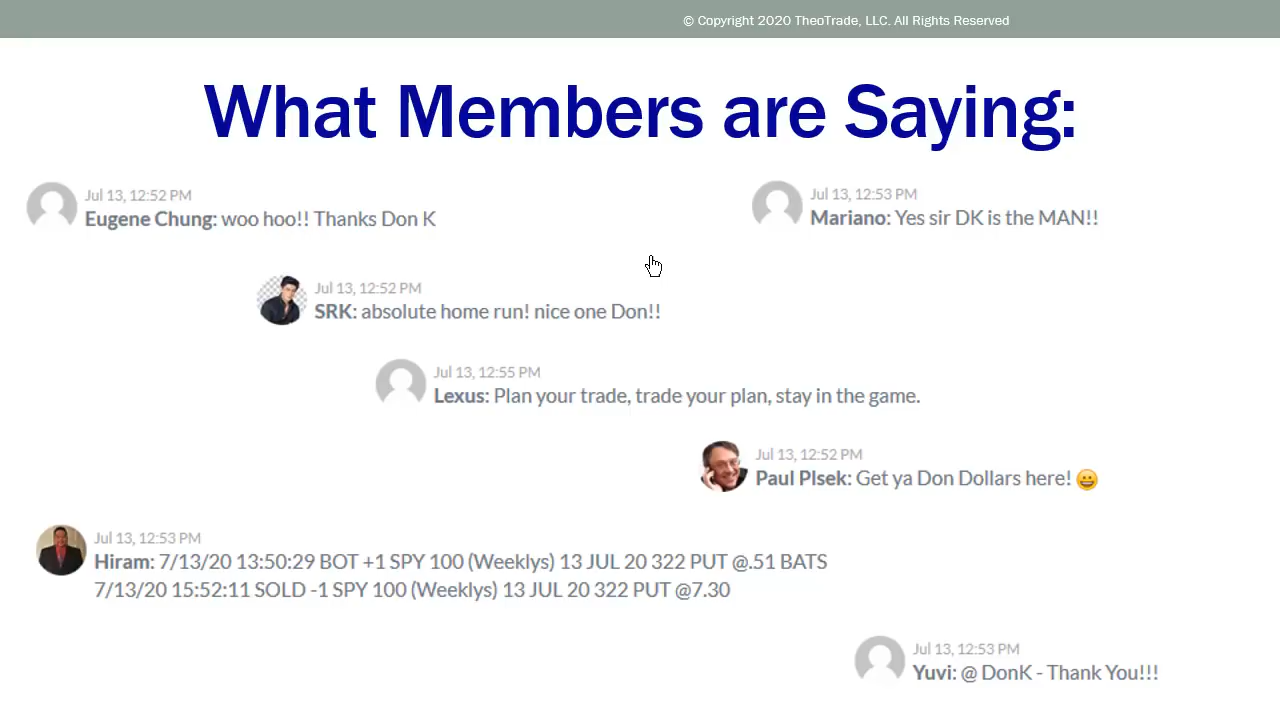 © Copyright 2020 TheoTrade, LLC. All Rights Reserved
What Members are Saying:
Jul 13, 12:52 PM
Eugene Chung: woo hoo!! Thanks Don K
Jul 13, 12:53 PM
Mariano: Yes sir DK is the MAN!!
Jul 13, 12:52 PM
SRK: absolute home run! nice one Don!!
Jul 13, 12:55 PM
Lexus: Plan your trade, trade your plan, stay in the game.
Jul 13, 12:52 PM
Paul Plsek: Get ya Don Dollars here! 😀
Jul 13, 12:53 PM
Hiram: 7/13/20 13:50:29 BOT +1 SPY 100 (Weeklys) 13 JUL 20 322 PUT @.51 BATS
7/13/20 15:52:11 SOLD -1 SPY 100 (Weeklys) 13 JUL 20 322 PUT @7.30
Jul 13, 12:53 PM
Yuvi: @ DonK - Thank You!!!